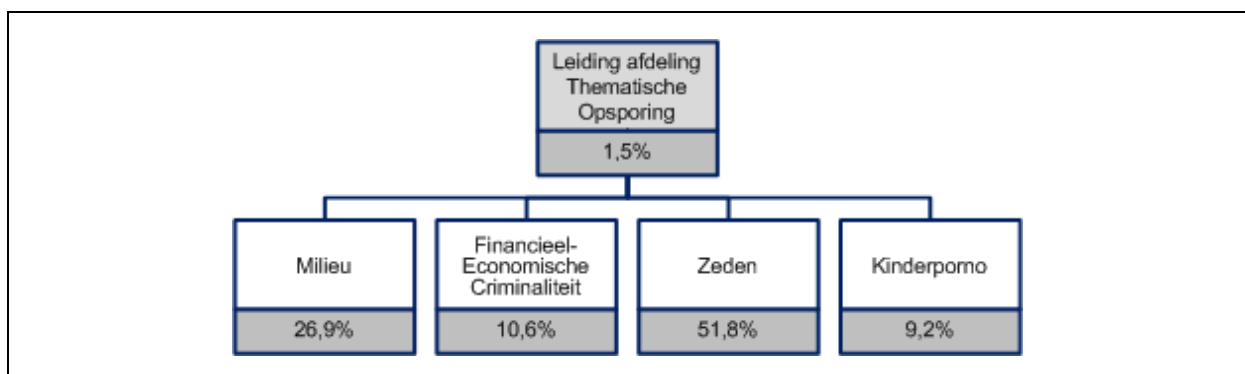 Leiding afdeling
Thematische
Opsporing
1,5%
Milieu
26,9%
Financieel-
Economische
Criminaliteit
10,6%
Zeden
51,8%
Kinderporno
9,2%